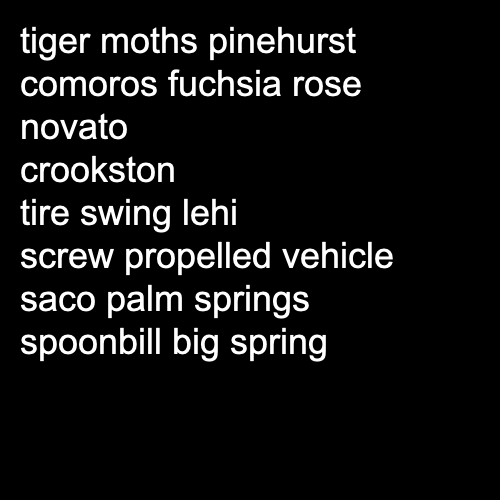 tiger moths pinehurst
comoros fuchsia rose
novato
crookston
tire swing lehi
screw propelled vehicle
saco palm springs
spoonbill big spring